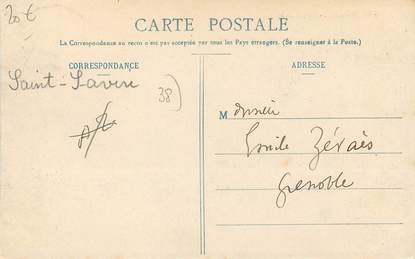 20 €
CARTE POSTALE
La Correspondance au recto n'est pas acceptée par tous les Pays étrangers. (Se renseigner à la Poste.)
CORRESPONDANCE
Saint-Savin
38)
ADRESSE
Monsieur
Emile Zévaès
Grenoble